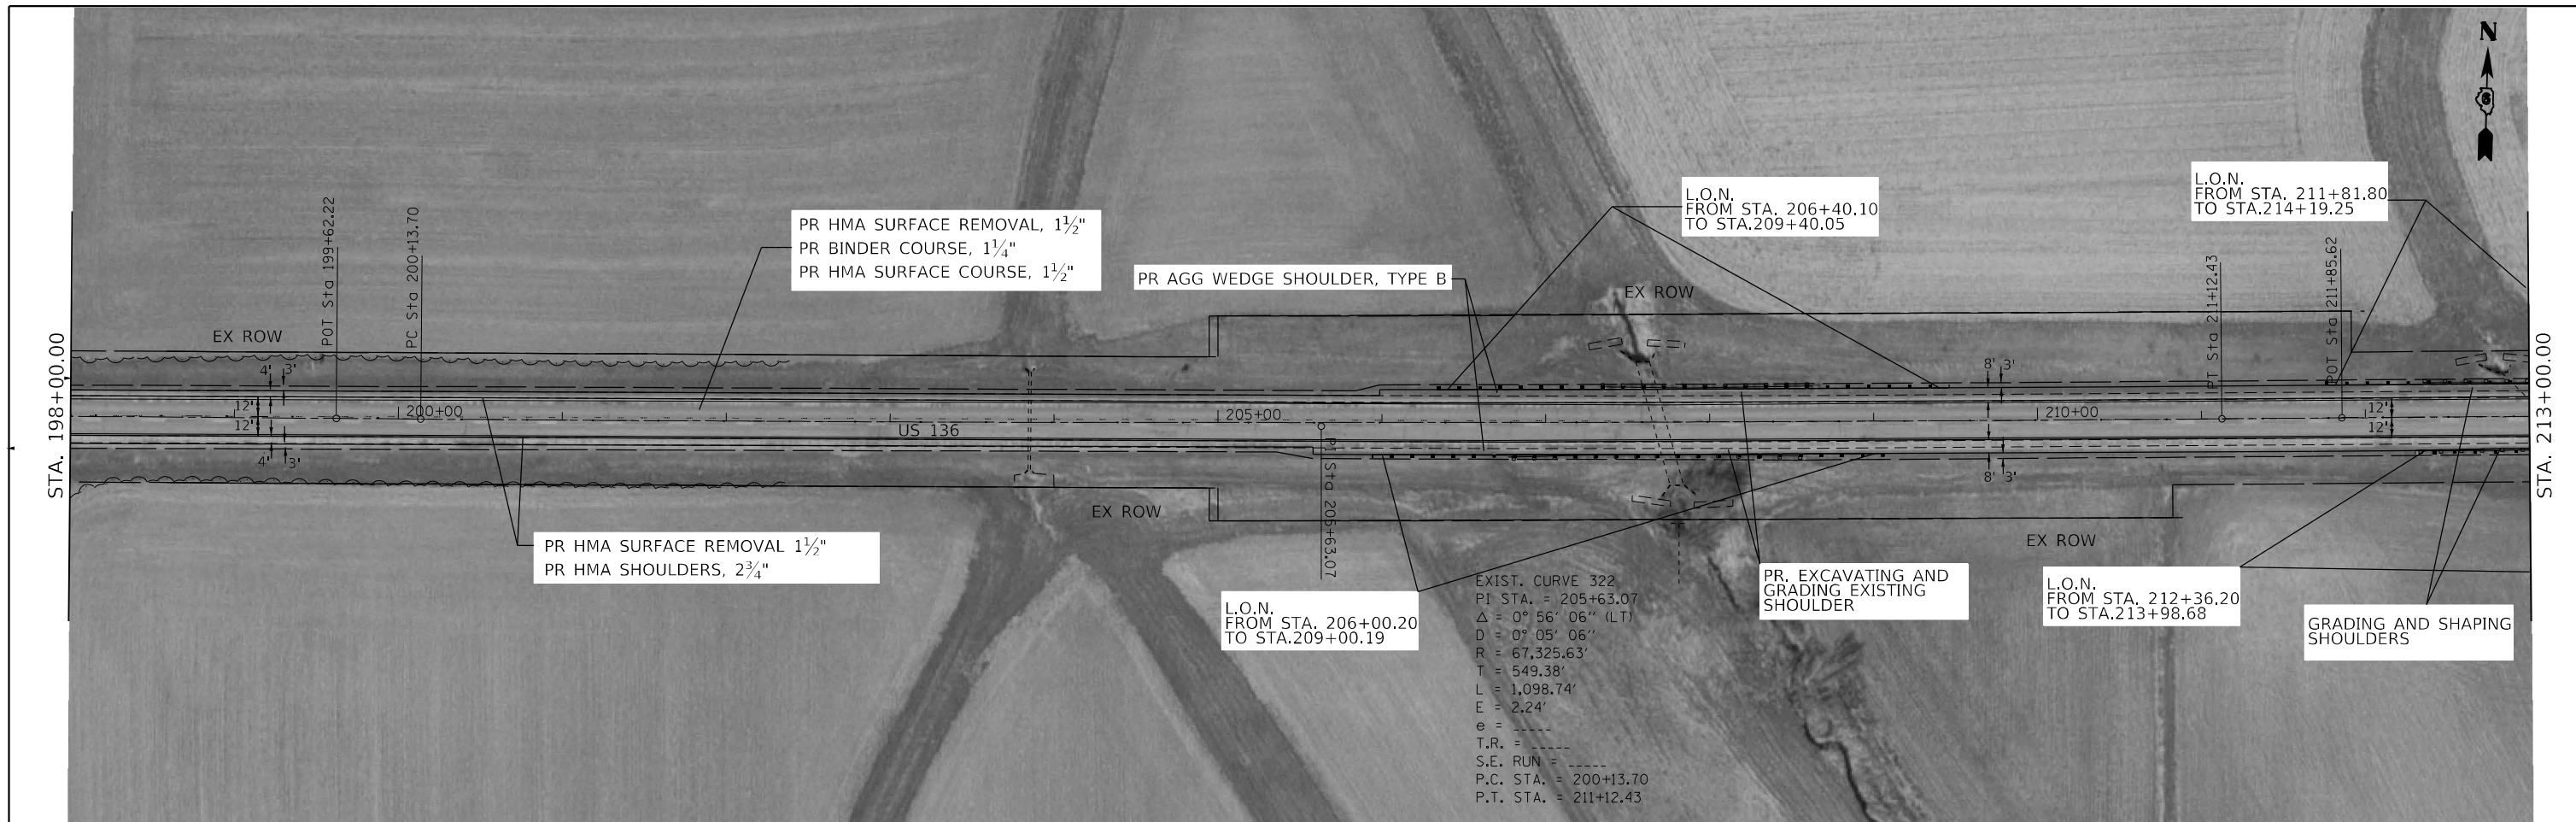 N
6
STA. 198+00.00
STA. 213+00.00
POT Sta 199+62.22
PC Sta 200+13.70
PR HMA SURFACE REMOVAL, 1½"
PR BINDER COURSE, 1¼"
PR HMA SURFACE COURSE, 1½"
PR AGG WEDGE SHOULDER, TYPE B
L.O.N.
FROM STA. 206+40.10
TO STA.209+40.05
L.O.N.
FROM STA. 211+81.80
TO STA.214+19.25
PT Sta 211+12.43
POT Sta 211+85.62
EX ROW
EX ROW
4' 3'
8' 3'
12'
12'
200+00
205+00
210+00
12'
12'
US 136
4' 3'
8' 3'
PI Sta 205+63.07
EX ROW
EX ROW
PR HMA SURFACE REMOVAL 1½"
PR HMA SHOULDERS, 2¾"
L.O.N.
FROM STA. 206+00.20
TO STA.209+00.19
EXIST. CURVE 322
PI STA. = 205+63.07
Δ = 0° 56' 06" (LT)
D = 0° 05' 06"
R = 67,325.63'
T = 549.38'
L = 1,098.74'
E = 2.24'
e = _____
T.R. = _____
S.E. RUN = _____
P.C. STA. = 200+13.70
P.T. STA. = 211+12.43
PR. EXCAVATING AND
GRADING EXISTING
SHOULDER
L.O.N.
FROM STA. 212+36.20
TO STA.213+98.68
GRADING AND SHAPING
SHOULDERS